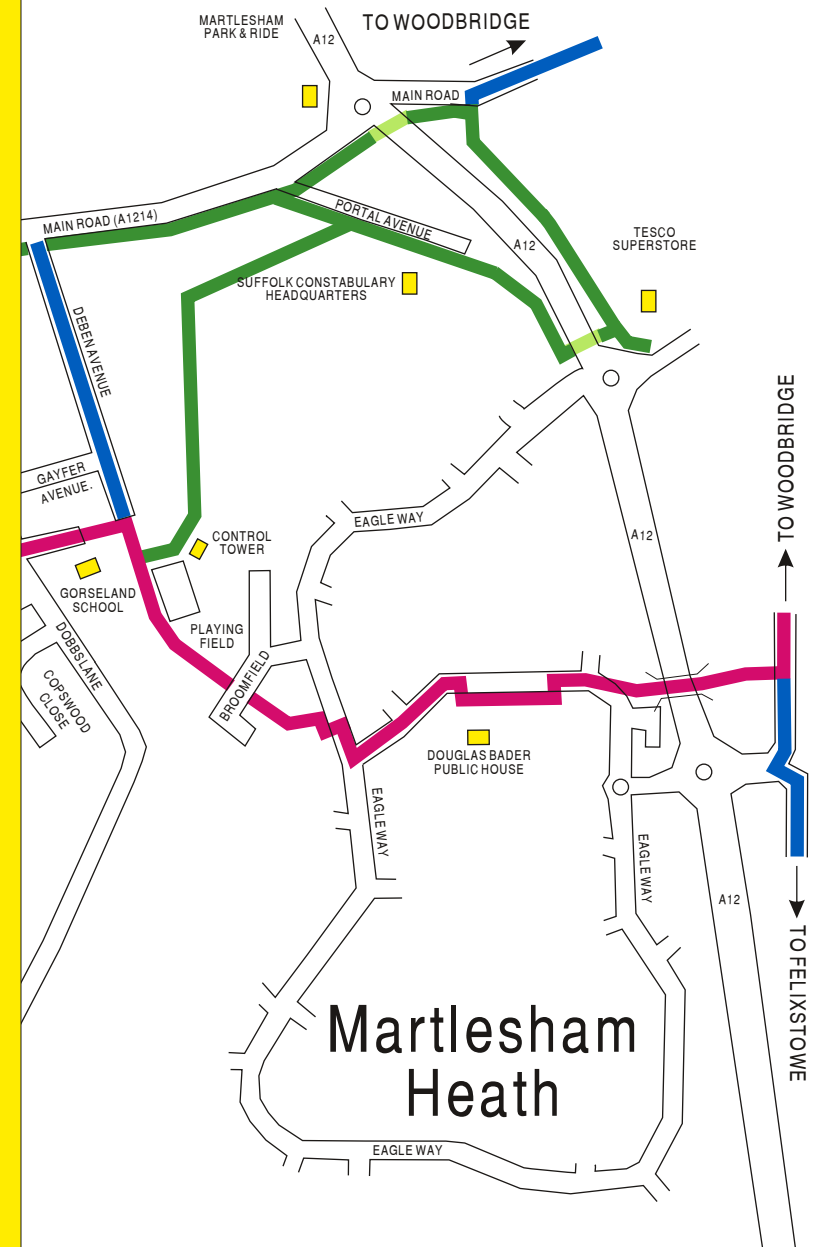 MARTLESHAM
PARK & RIDE
A12
TO WOODBRIDGE
MAIN ROAD
MAIN ROAD (A1214)
PORTAL AVENUE
A12
TESCO
SUPERSTORE
SUFFOLK CONSTABULARY
HEADQUARTERS
DEBEN AVENUE
GAYFER
AVENUE.
EAGLE WAY
A12
TO WOODBRIDGE
CONTROL
TOWER
GORSELAND
SCHOOL
PLAYING
FIELD
DOBBS LANE
COPSWOOD
CLOSE
BROOMFIELD
DOUGLAS BADER
PUBLIC HOUSE
EAGLE WAY
EAGLE WAY
A12
TO FELIXSTOWE
Martlesham
Heath
EAGLE WAY